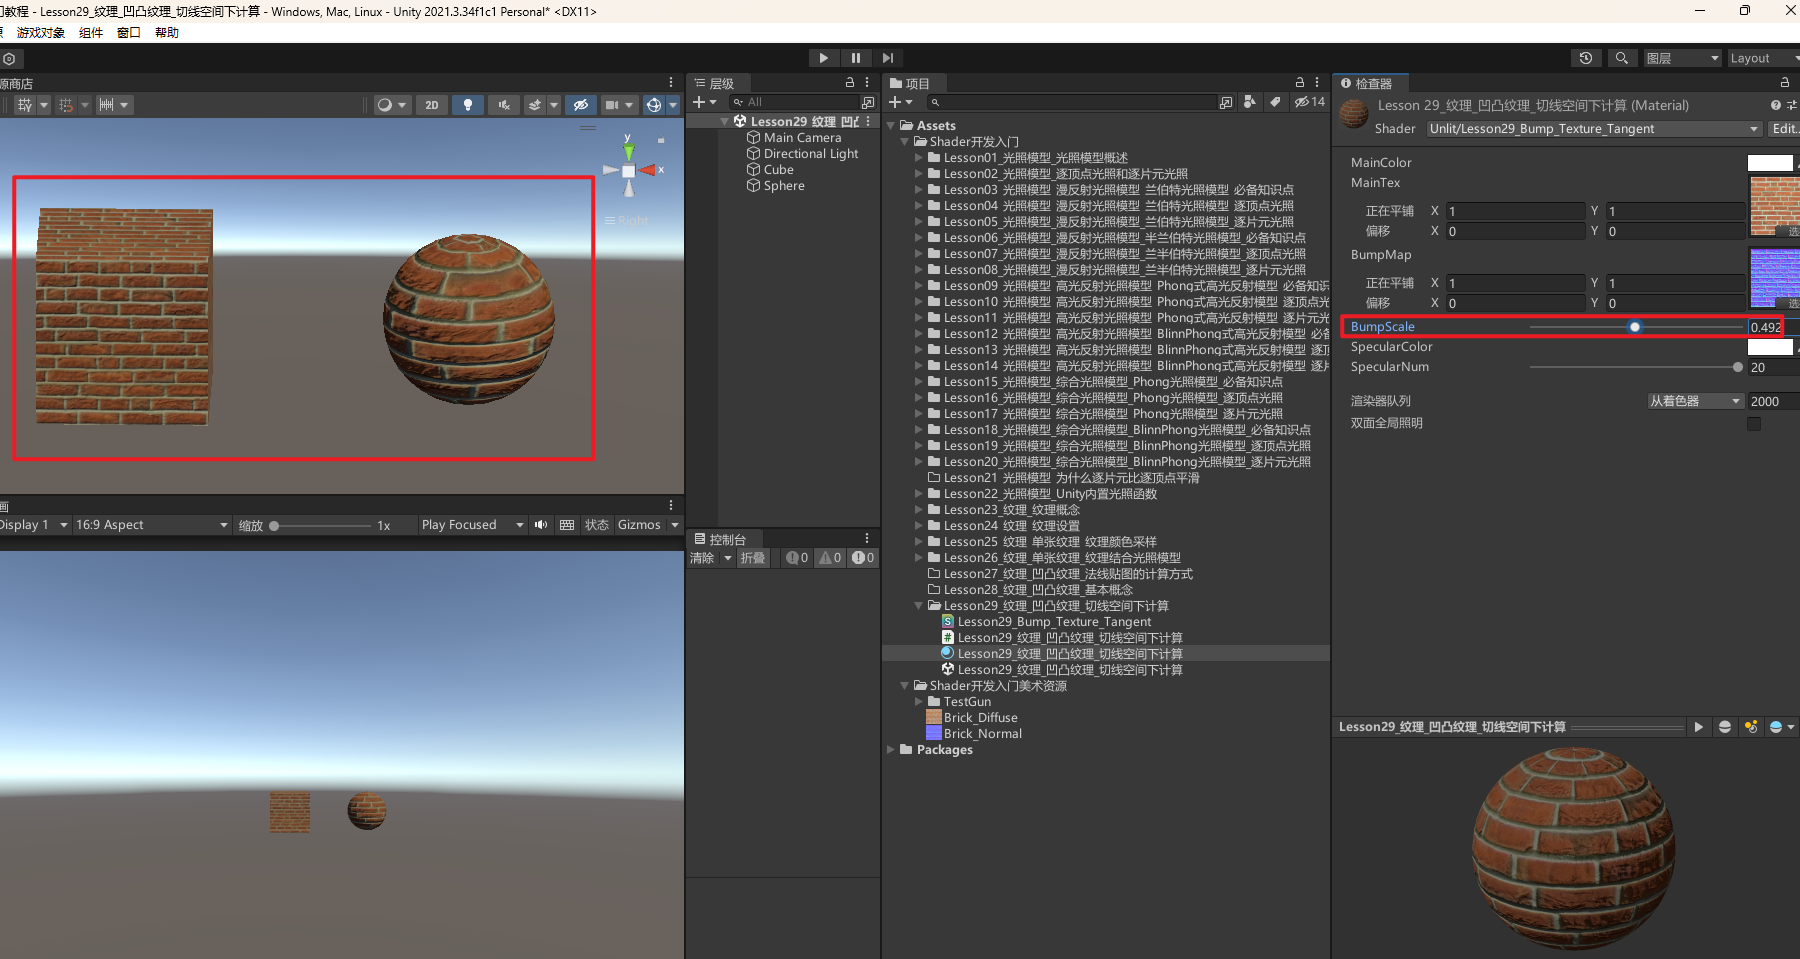 门教程 - Lesson29_纹理_凹凸纹理_切线空间下计算 - Windows, Mac, Linux - Unity 2021.3.34f1c1 Personal* <DX11>
游戏对象 组件 窗口 帮助
图层 Layout
源商店
2D
y
x
Right
层级
All
Lesson29_纹理_凹凸
Main Camera
Directional Light
Cube
Sphere
画
Display 1 16:9 Aspect 缩放 1x Play Focused 状态 Gizmos
控制台
清除 折叠 0 0 0
项目
14
Assets
Shader开发入门
Lesson01_光照模型_光照模型概述
Lesson02_光照模型_逐顶点光照和逐片元光照
Lesson03_光照模型_漫反射光照模型_兰伯特光照模型_必备知识点
Lesson04_光照模型_漫反射光照模型_兰伯特光照模型_逐顶点光照
Lesson05_光照模型_漫反射光照模型_兰伯特光照模型_逐片元光照
Lesson06_光照模型_漫反射光照模型_半兰伯特光照模型_必备知识点
Lesson07_光照模型_漫反射光照模型_兰半伯特光照模型_逐顶点光照
Lesson08_光照模型_漫反射光照模型_兰半伯特光照模型_逐片元光照
Lesson09_光照模型_高光反射模型_Phong式高光反射模型_必备知识
Lesson10_光照模型_高光反射模型_Phong式高光反射模型_逐顶点光
Lesson11_光照模型_高光反射模型_Phong式高光反射模型_逐片元光
Lesson12_光照模型_高光反射模型_BlinnPhong式高光反射模型_必备
Lesson13_光照模型_高光反射模型_BlinnPhong式高光反射模型_逐顶
Lesson14_光照模型_高光反射模型_BlinnPhong式高光反射模型_逐片
Lesson15_光照模型_综合光照模型_Phong光照模型_必备知识点
Lesson16_光照模型_综合光照模型_Phong光照模型_逐顶点光照
Lesson17_光照模型_综合光照模型_Phong光照模型_逐片元光照
Lesson18_光照模型_综合光照模型_BlinnPhong光照模型_必备知识点
Lesson19_光照模型_综合光照模型_BlinnPhong光照模型_逐顶点光照
Lesson20_光照模型_综合光照模型_BlinnPhong光照模型_逐片元光照
Lesson21_光照模型_为什么逐片元比逐顶点平滑
Lesson22_光照模型_Unity内置光照函数
Lesson23_纹理_纹理概念
Lesson24_纹理_纹理设置
Lesson25_纹理_单张纹理_纹理颜色采样
Lesson26_纹理_单张纹理_纹理结合光照模型
Lesson27_纹理_凹凸纹理_法线贴图的计算方式
Lesson28_纹理_凹凸纹理_基本概念
Lesson29_纹理_凹凸纹理_切线空间下计算
Lesson29_Bump_Texture_Tangent
Lesson29_纹理_凹凸纹理_切线空间下计算
Lesson29_纹理_凹凸纹理_切线空间下计算
Lesson29_纹理_凹凸纹理_切线空间下计算
Shader开发入门美术资源
TestGun
Brick_Diffuse
Brick_Normal
Packages
检查器
Lesson 29_纹理_凹凸纹理_切线空间下计算 (Material)
Shader Unlit/Lesson29_Bump_Texture_Tangent Edit..
MainColor
MainTex
正在平铺 X 1 Y 1
偏移 X 0 Y 0 选
BumpMap
正在平铺 X 1 Y 1
偏移 X 0 Y 0 选
BumpScale 0.492
SpecularColor
SpecularNum 20
渲染器队列 从着色器 2000
双面全局照明
Lesson29_纹理_凹凸纹理_切线空间下计算